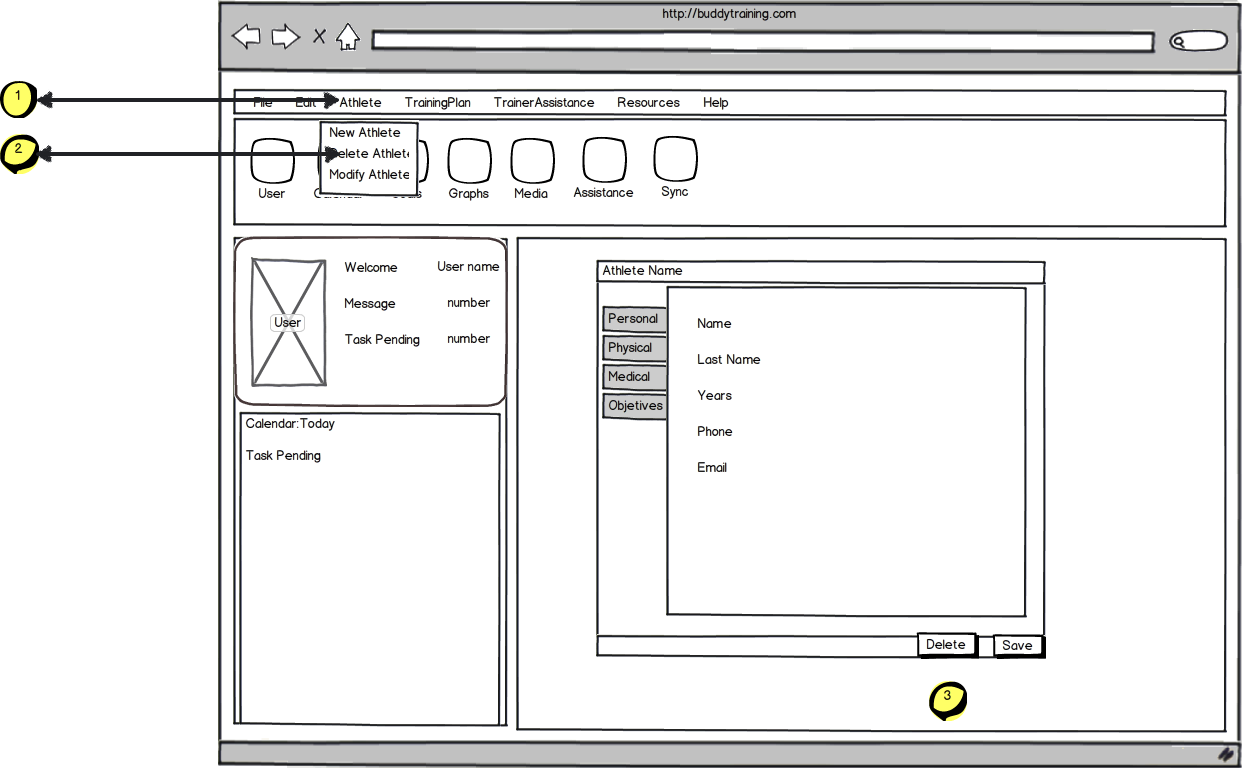 http://buddytraining.com
1
File Edit Athlete TrainingPlan TrainerAssistance Resources Help
New Athlete
2
Delete Athlete
Modify Athlete
User Graphs Media Assistance Sync
Welcome User name
Message number
User
Task Pending number
Calendar:Today
Task Pending
Athlete Name
Personal
Physical
Medical
Objetives
Name
Last Name
Years
Phone
Email
Delete Save
3